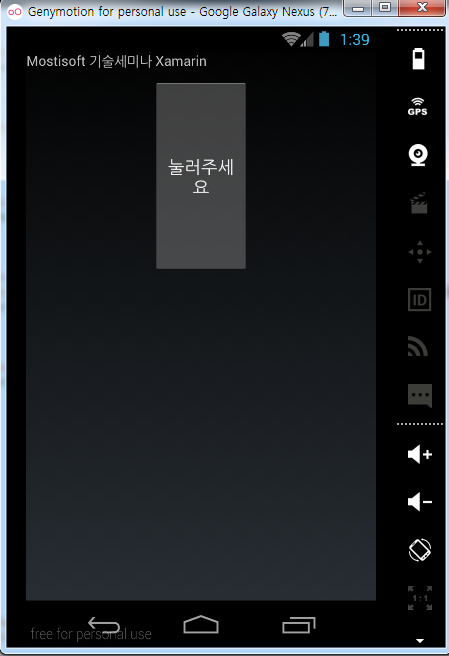 Genymotion for personal use - Google Galaxy Nexus (7...
1:39
Mostisoft 기술세미나 Xamarin
눌러주세
요
GPS
ID
1:1
free for personal use